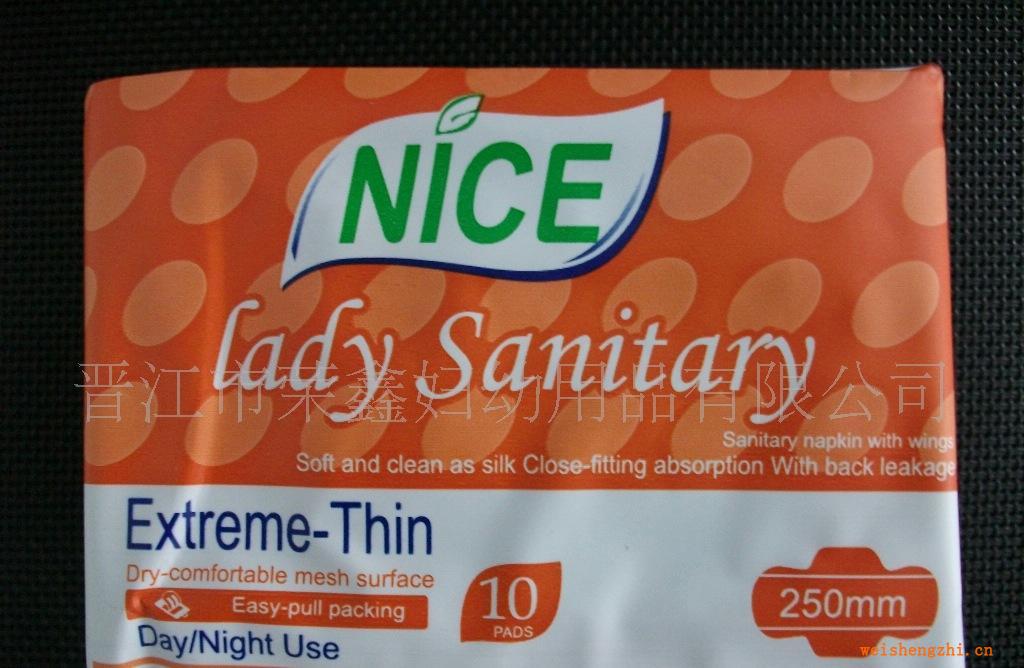 NICE
lady Sanitary
晋江市荣鑫妇幼用品有限公司
Sanitary napkin with wings
Soft and clean as silk Close-fitting absorption With back leakage
Extreme-Thin
Dry-comfortable mesh surface
Easy-pull packing
Day/Night Use
10
PADS
250mm
weishengzhi.cn